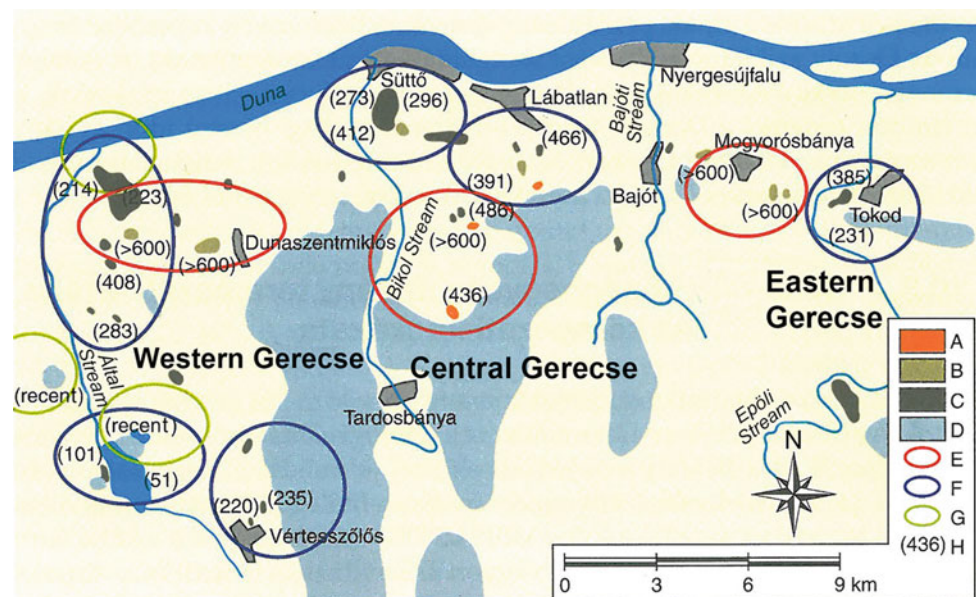 Duna
Süttő
(273)
(296)
(412)
Lábatlan
(466)
(391)
Bajóti
Stream
Nyergesújfalu
Mogyorósbánya
(>600)
(>600)
Bajót
(385)
Tokod
(231)
(214)
(223)
(>600)
(>600)
Dunaszentmiklós
(408)
(283)
Bikol Stream
(486)
(>600)
(436)
Eastern
Gerecse
Western Gerecse
Central Gerecse
Által
Stream
(recent)
(recent)
(101)
(51)
Tardosbánya
(220)
(235)
Vértesszőlős
Epöli
Stream
N
A
B
C
D
E
F
G
(436) H
0 3 6 9 km